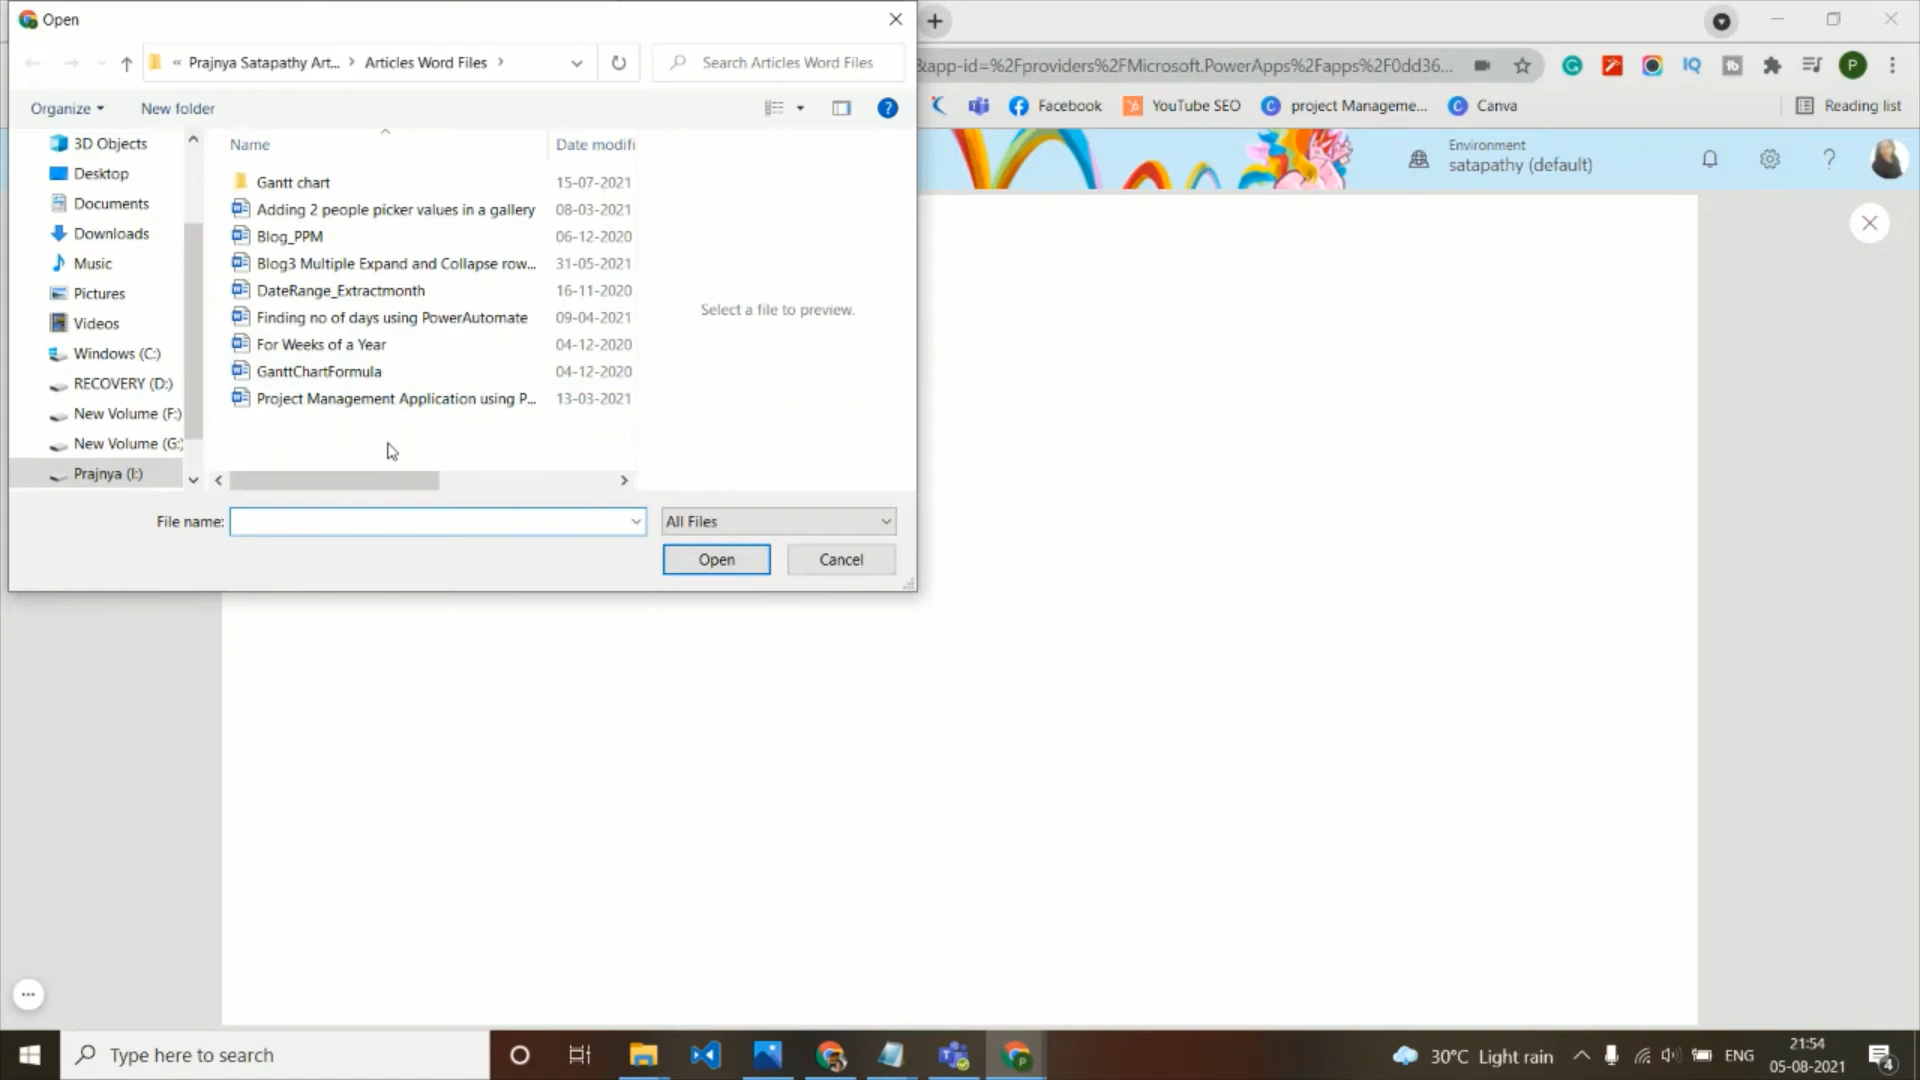 Open
« Prajnya Satapathy Art... > Articles Word Files >
Search Articles Word Files
&app-id=%2Fproviders%2FMicrosoft.PowerApps%2Fapps%2F0dd36...
IQ
P
Organize
New folder
Facebook
YouTube SEO
project Manageme...
Canva
Reading list
3D Objects
Desktop
Documents
Downloads
Music
Pictures
Videos
Windows (C:)
RECOVERY (D:)
New Volume (F:)
New Volume (G:)
Prajnya (I:)
Name
Date modifi
Gantt chart 15-07-2021
Adding 2 people picker values in a gallery 08-03-2021
Blog_PPM 06-12-2020
Blog3 Multiple Expand and Collapse row... 31-05-2021
DateRange_Extractmonth 16-11-2020
Finding no of days using PowerAutomate 09-04-2021
For Weeks of a Year 04-12-2020
GanttChartFormula 04-12-2020
Project Management Application using P... 13-03-2021
Select a file to preview.
Environment
satapathy (default)
File name:
All Files
Open
Cancel
Type here to search
30°C Light rain
ENG
21:54
05-08-2021
4